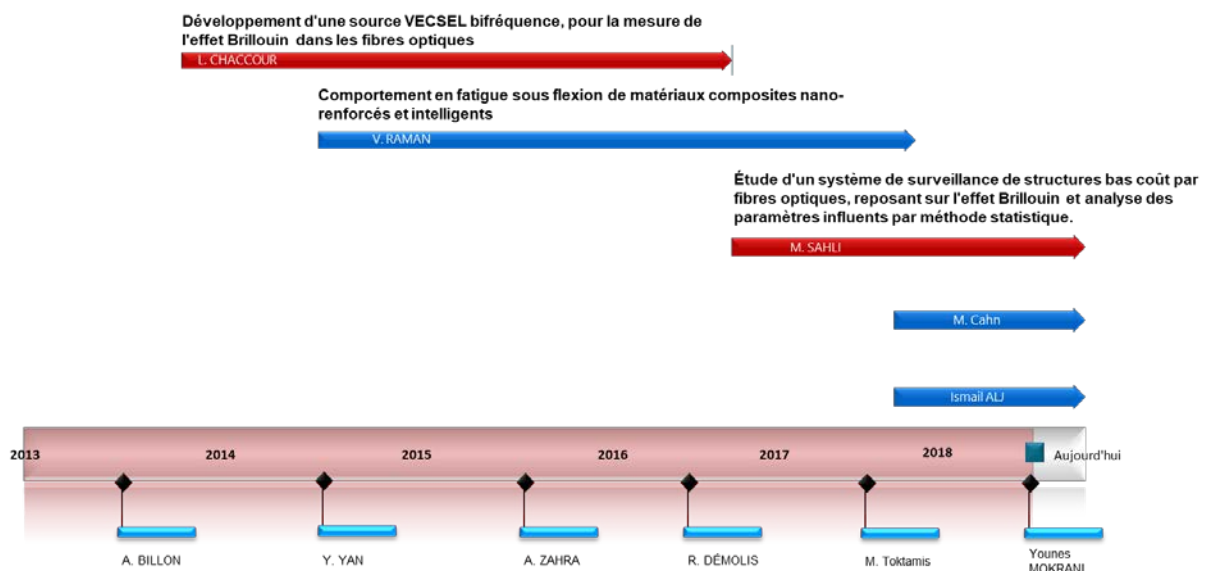 Développement d'une source VECSEL bifréquence, pour la mesure de
l'effet Brillouin dans les fibres optiques
L. CHACCOUR
Comportement en fatigue sous flexion de matériaux composites nano-
renforcés et intelligents
V. RAMAN
Étude d'un système de surveillance de structures bas coût par
fibres optiques, reposant sur l'effet Brillouin et analyse des
paramètres influents par méthode statistique.
M. SAHLI
M. Cahn
Ismail ALJ
2013 2014 2015 2016 2017 2018 Aujourd'hui
A. BILLON Y. YAN A. ZAHRA R. DÉMOLIS M. Toktamis Younes
MOKRANI